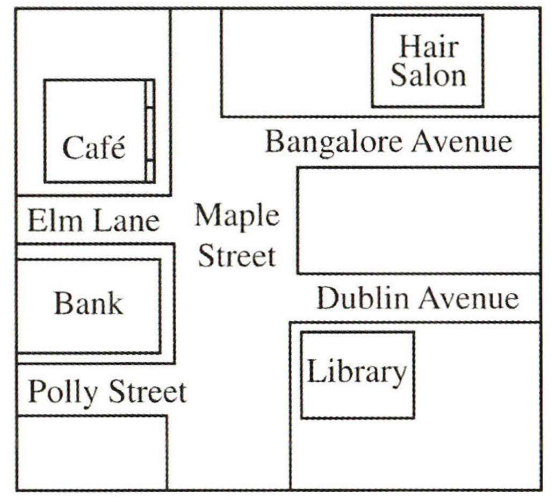 Hair
Salon
Café
Bangalore Avenue
Elm Lane
Maple
Street
Bank
Dublin Avenue
Library
Polly Street